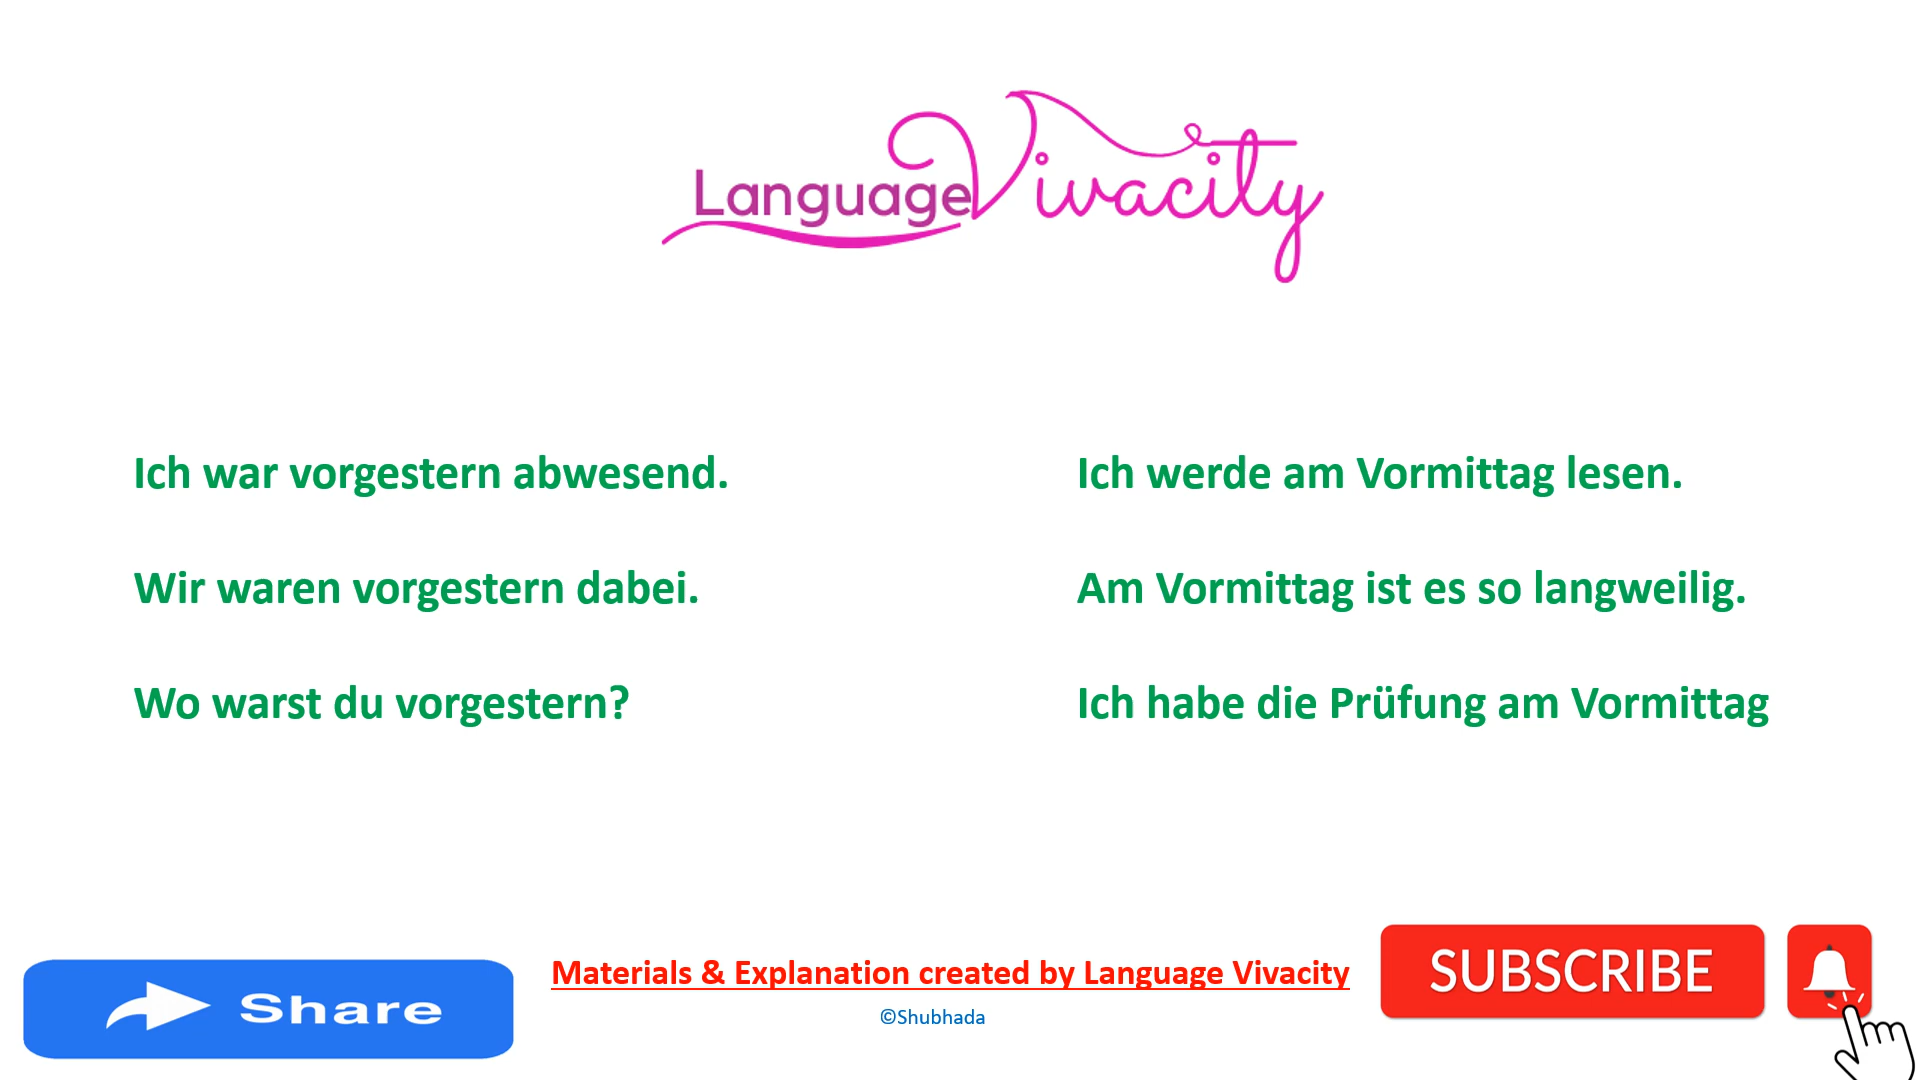 Language Vivacity
Ich war vorgestern abwesend.
Wir waren vorgestern dabei.
Wo warst du vorgestern?
Ich werde am Vormittag lesen.
Am Vormittag ist es so langweilig.
Ich habe die Prüfung am Vormittag
Share
Materials & Explanation created by Language Vivacity
©Shubhada
SUBSCRIBE